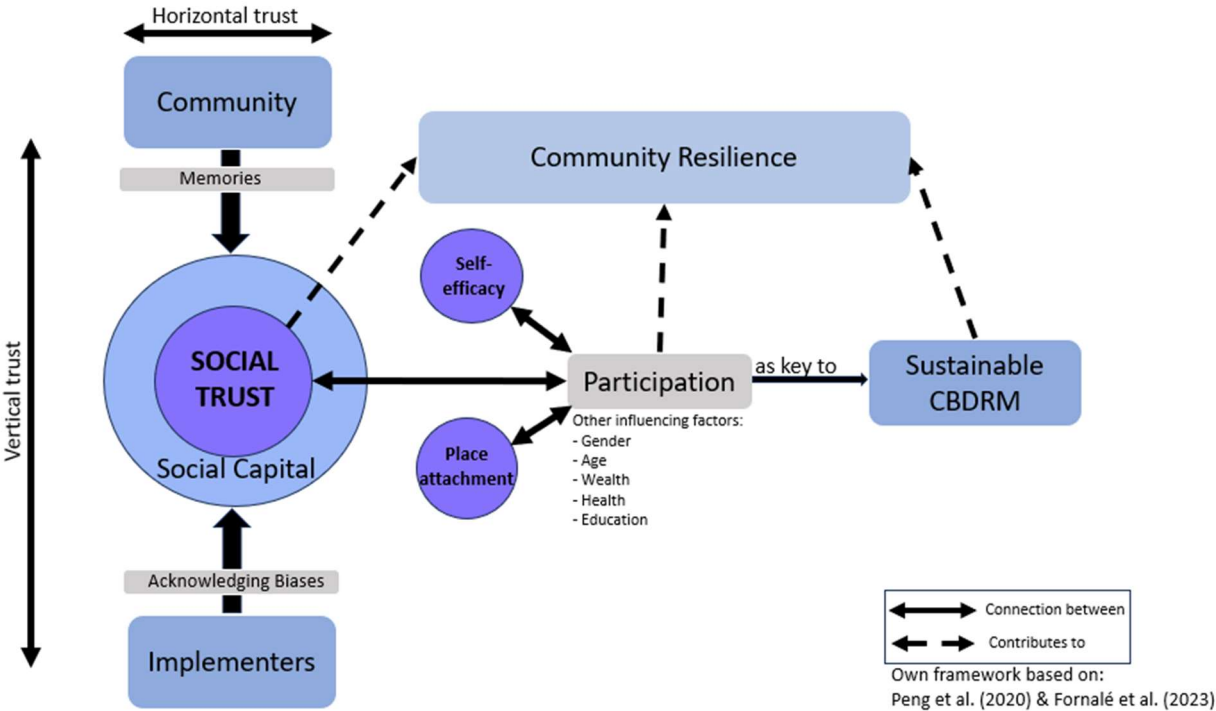 Horizontal trust
Community
Memories
Vertical trust
SOCIAL
TRUST
Social Capital
Acknowledging Biases
Implementers
Community Resilience
Self-
efficacy
Place
attachment
Participation
Other influencing factors:
- Gender
- Age
- Wealth
- Health
- Education
as key to
Sustainable
CBDRM
Connection between
Contributes to
Own framework based on:
Peng et al. (2020) & Fornalé et al. (2023)